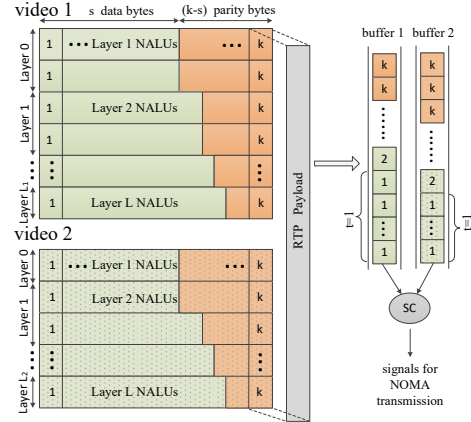 video 1
s data bytes
(k-s) parity bytes
Layer 0
1
Layer 1 NALUs
k
1
k
Layer 1
1
Layer 2 NALUs
k
1
k
Layer L₁
1
Layer L NALUs
k
video 2
Layer 0
1
Layer 1 NALUs
k
Layer 1
1
Layer 2 NALUs
k
1
k
Layer L₂
1
Layer L NALUs
k
RTP Payload
buffer 1
buffer 2
k
k
2
1
1
1
t=1
k
k
k
2
1
1
t=1
SC
signals for
NOMA
transmission